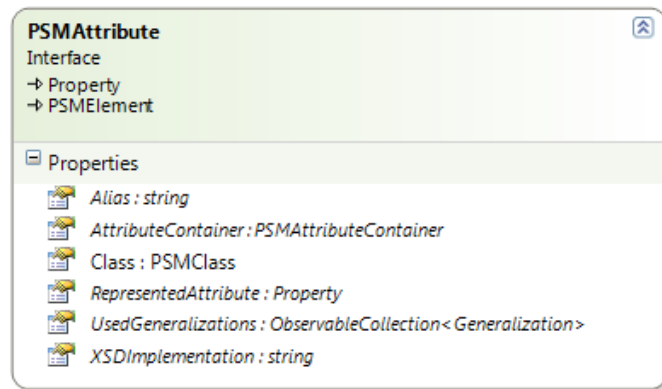 PSMAttribute
Interface
Property
PSMElement
Properties
Alias : string
AttributeContainer : PSMAttributeContainer
Class : PSMClass
RepresentedAttribute : Property
UsedGeneralizations : ObservableCollection<Generalization>
XSDImplementation : string